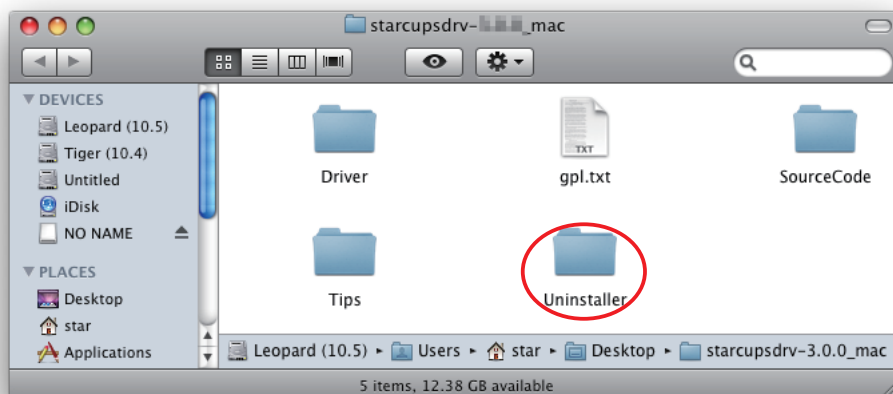 starcupsdrv- _mac
DEVICES
Leopard (10.5)
Tiger (10.4)
Untitled
iDisk
NO NAME
PLACES
Desktop
star
Applications
Driver
TXT
gpl.txt
SourceCode
Tips
Uninstaller
Leopard (10.5) ▸ Users ▸ star ▸ Desktop ▸ starcupsdrv-3.0.0_mac
5 items, 12.38 GB available